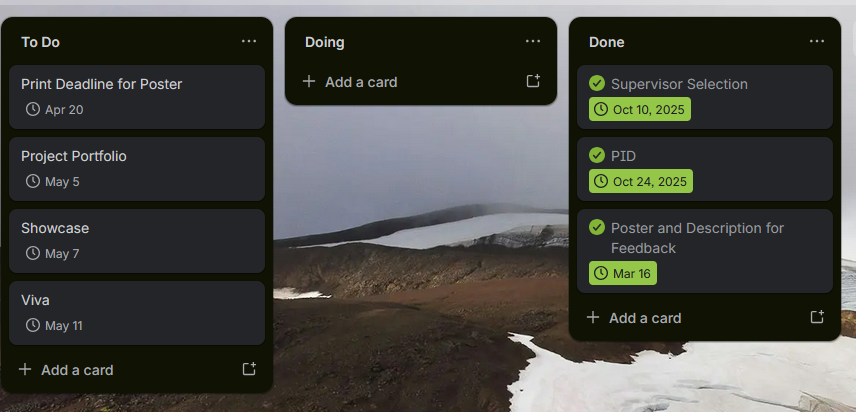 To Do
Print Deadline for Poster
Apr 20
Project Portfolio
May 5
Showcase
May 7
Viva
May 11
Add a card
Doing
Add a card
Done
Supervisor Selection
Oct 10, 2025
PID
Oct 24, 2025
Poster and Description for
Feedback
Mar 16
Add a card